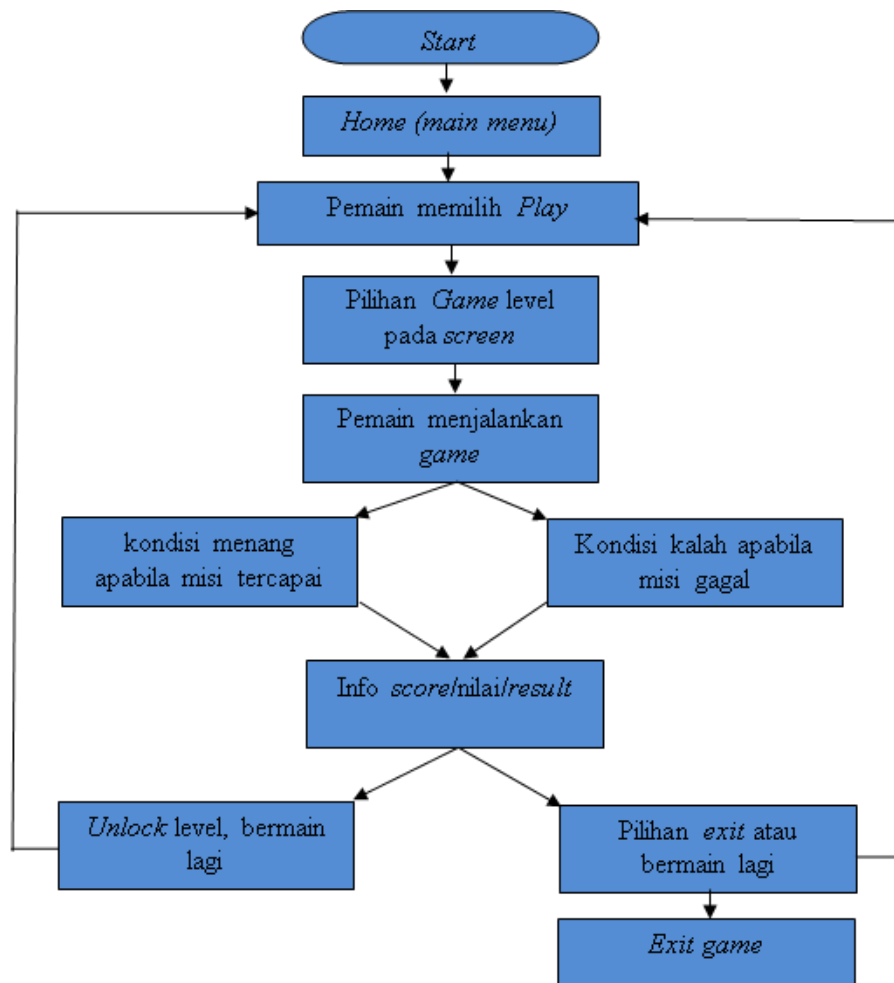 Start
Home (main menu)
Pemain memilih Play
Pilihan Game level
pada screen
Pemain menjalankan
game
kondisi menang
apabila misi tercapai
Kondisi kalah apabila
misi gagal
Info score/nilai/result
Unlock level, bermain
lagi
Pilihan exit atau
bermain lagi
Exit game